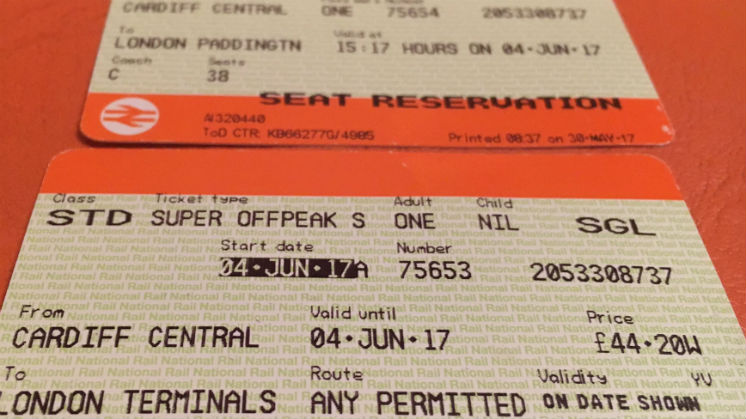 CARDIFF CENTRAL ONE 75654 2053308737
To Valid at
LONDON PADDINGTN 15:17 HOURS ON 04·JUN·17
Coach Seats
C 38
SEAT RESERVATION
AI320440
ToD CTR: KB66277G/4985 Printed 08:37 on 30-MAY-17
Class Ticket type Adult Child
STD SUPER OFFPEAK S ONE NIL SGL
Start date Number
04·JUN·17A 75653 2053308737
From Valid until Price
CARDIFF CENTRAL 04·JUN·17 £44·20W
To Route Validity YU
LONDON TERMINALS ANY PERMITTED ON DATE SHOWN